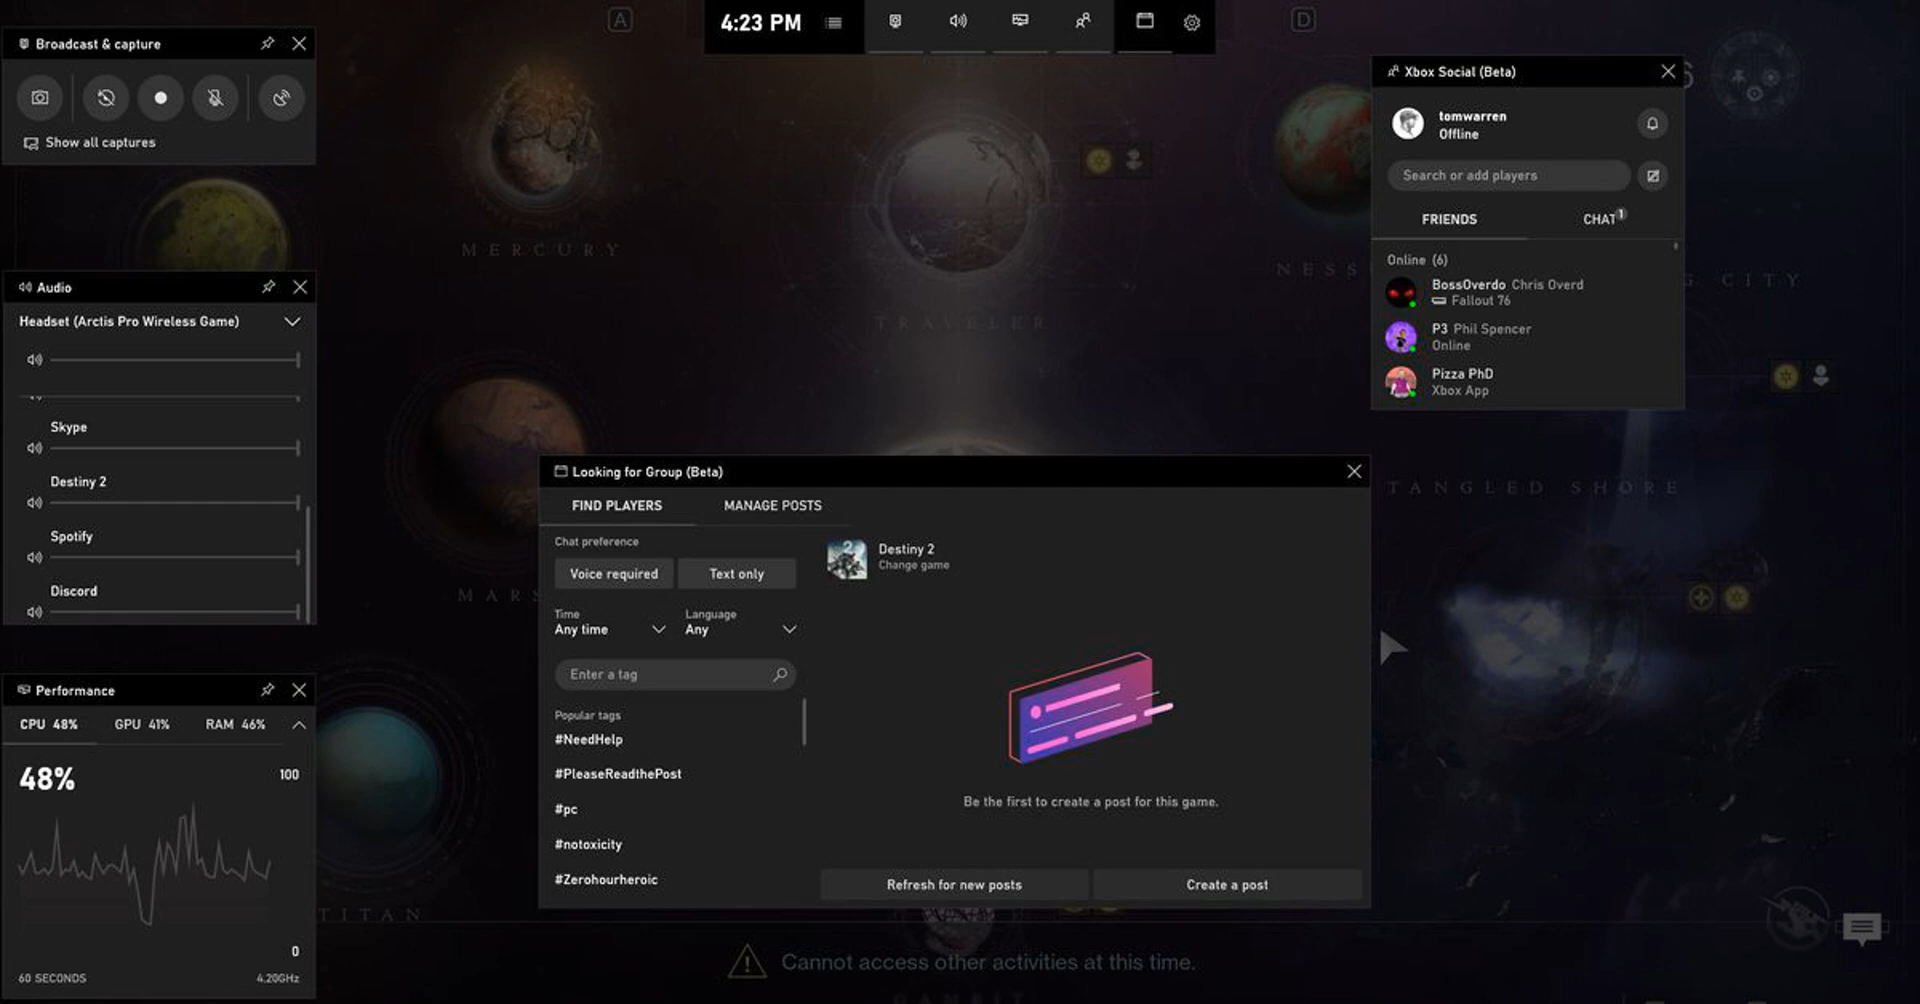 A
4:23 PM
D
Broadcast & capture
Show all captures
Xbox Social (Beta)
tomwarren
Offline
Search or add players
FRIENDS
CHAT 1
Online (6)
BossOverdo Chris Overd
Fallout 76
P3 Phil Spencer
Online
Pizza PhD
Xbox App
MERCURY
TRAVELER
NESS
G CITY
TANGLED SHORE
MARS
TITAN
Audio
Headset (Arctis Pro Wireless Game)
Skype
Destiny 2
Spotify
Discord
Performance
CPU 48%
GPU 41%
RAM 46%
48%
100
0
60 SECONDS
4.20GHz
Looking for Group (Beta)
FIND PLAYERS
MANAGE POSTS
Chat preference
Voice required
Text only
Time
Any time
Language
Any
Enter a tag
Popular tags
#NeedHelp
#PleaseReadthePost
#pc
#notoxicity
#Zerohourheroic
Destiny 2
Change game
Be the first to create a post for this game.
Refresh for new posts
Create a post
Cannot access other activities at this time.
GAMBIT